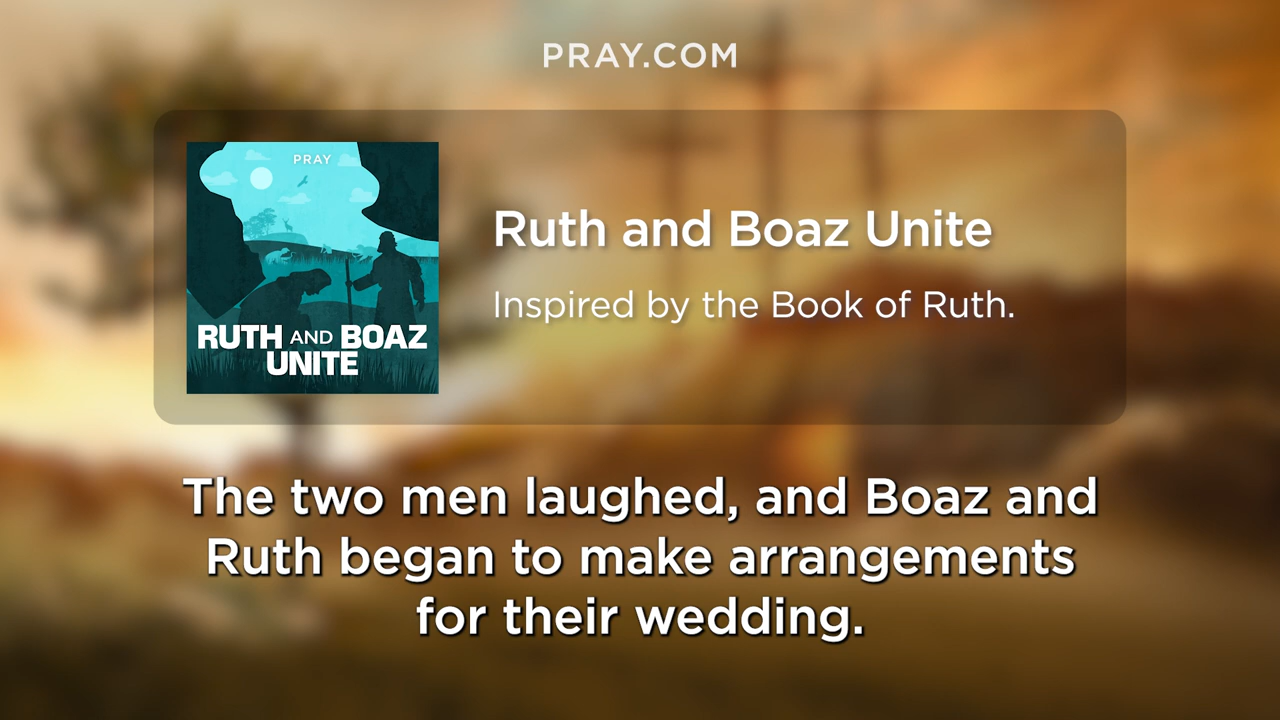 PRAY.COM
PRAY
RUTH AND BOAZ
UNITE
Ruth and Boaz Unite
Inspired by the Book of Ruth.
The two men laughed, and Boaz and
Ruth began to make arrangements
for their wedding.